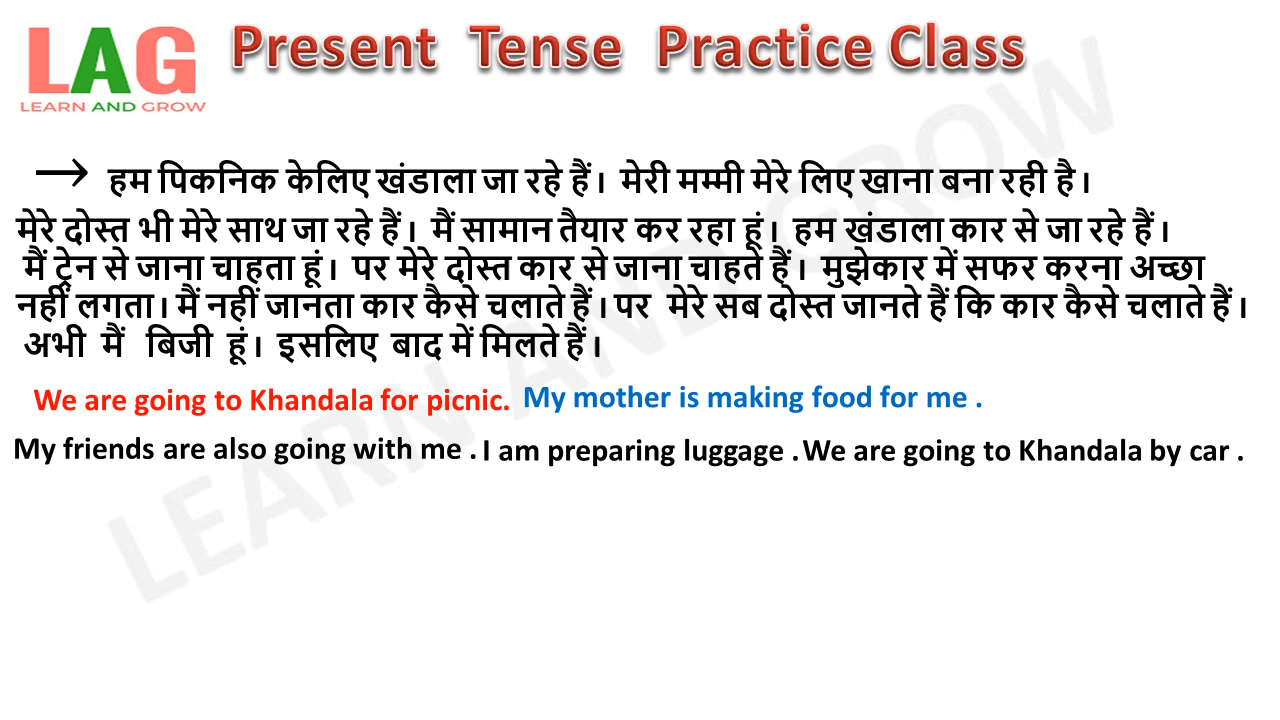 LAG
LEARN AND GROW
Present Tense Practice Class
→ हम पिकनिक केलिए खंडाला जा रहे हैं। मेरी मम्मी मेरे लिए खाना बना रही है।
मेरे दोस्त भी मेरे साथ जा रहे हैं। मैं सामान तैयार कर रहा हूं। हम खंडाला कार से जा रहे हैं।
मैं ट्रेन से जाना चाहता हूं। पर मेरे दोस्त कार से जाना चाहते हैं। मुझेकार में सफर करना अच्छा
नहीं लगता। मैं नहीं जानता कार कैसे चलाते हैं। पर मेरे सब दोस्त जानते हैं कि कार कैसे चलाते हैं।
अभी मैं बिजी हूं। इसलिए बाद में मिलते हैं।
We are going to Khandala for picnic. My mother is making food for me .
My friends are also going with me . I am preparing luggage . We are going to Khandala by car .
LEARN AND GROW